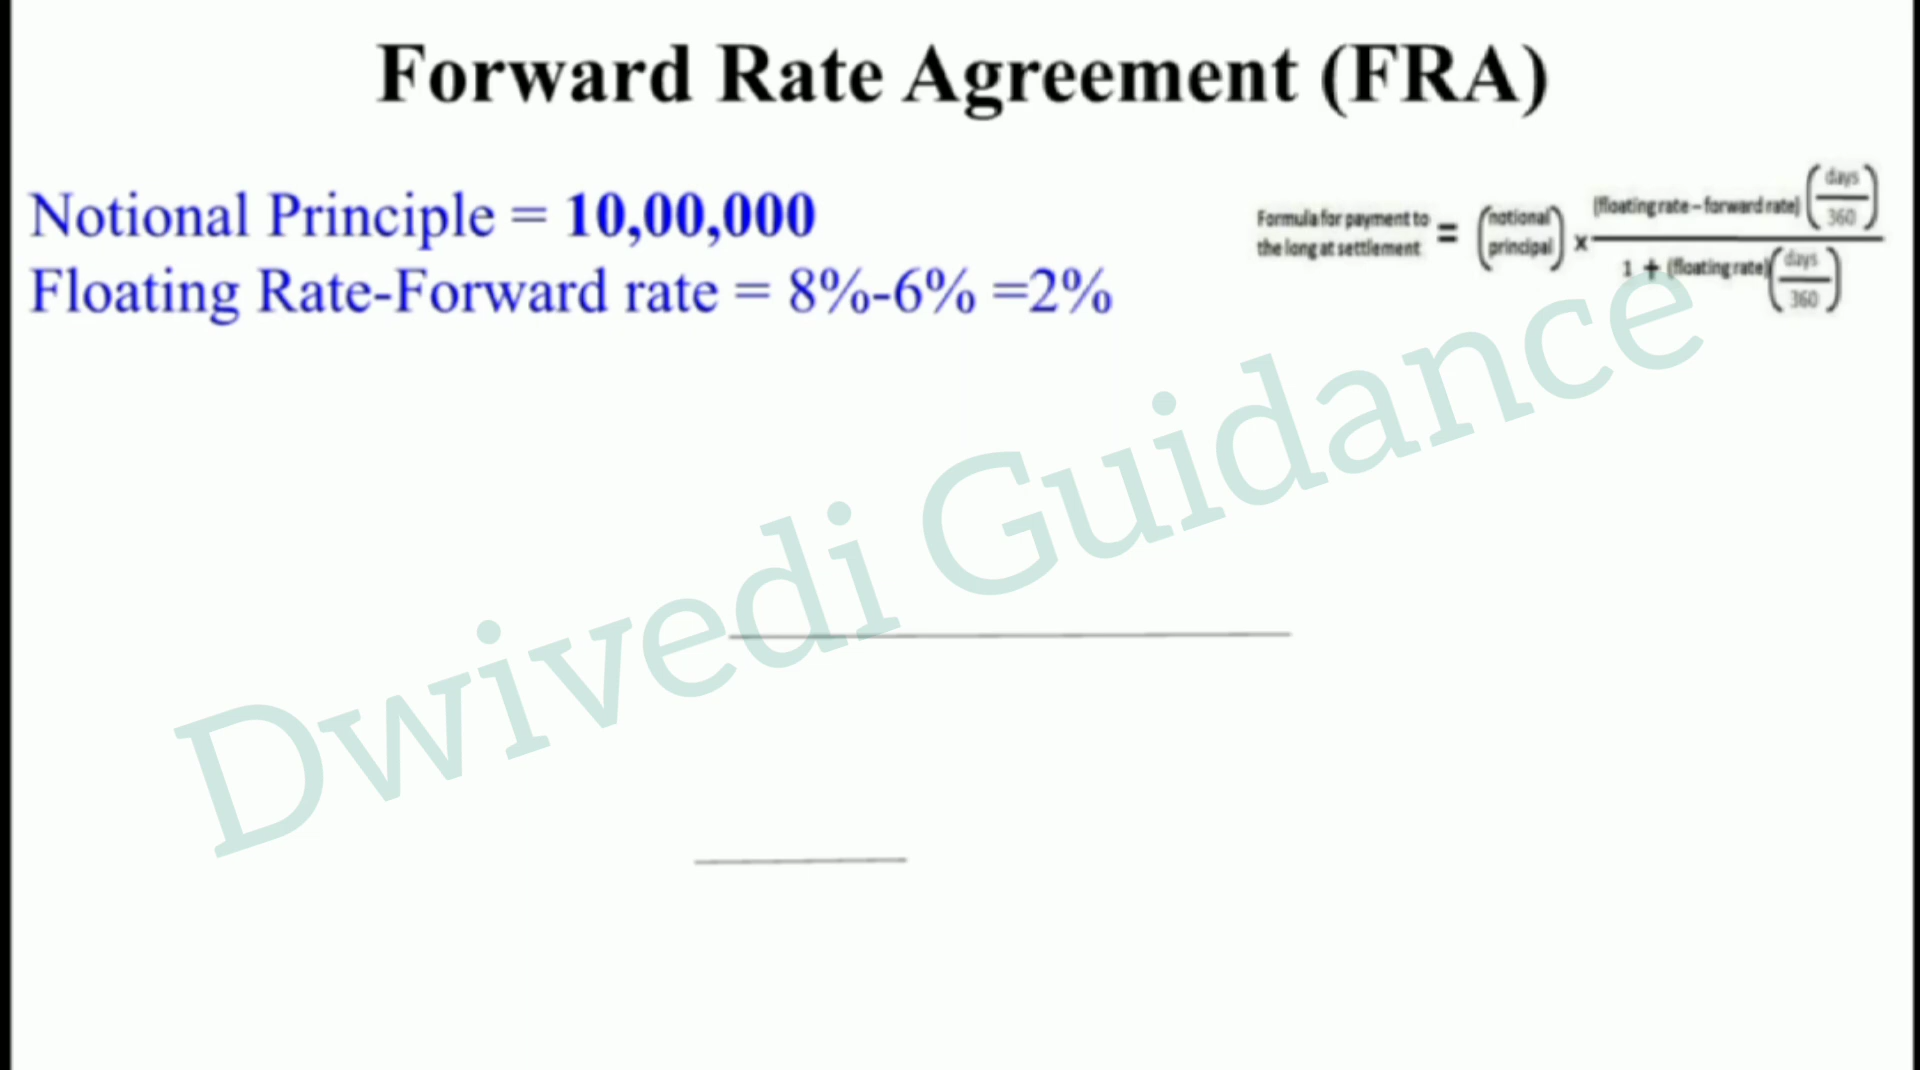 Forward Rate Agreement (FRA)
Notional Principle = 10,00,000
Floating Rate-Forward rate = 8%-6% =2%
Formula for payment to the long at settlement = (notional principal) x (floating rate – forward rate) (days / 360)
1 + (floating rate) (days / 360)
Dwivedi Guidance